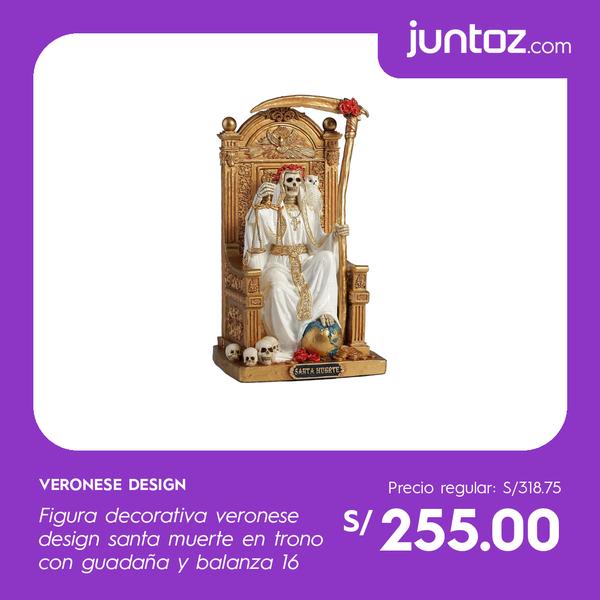 juntoz.com
SANTA MUERTE
VERONESE DESIGN
Figura decorativa veronese
design santa muerte en trono
con guadaña y balanza 16
Precio regular: S/318.75
S/255.00